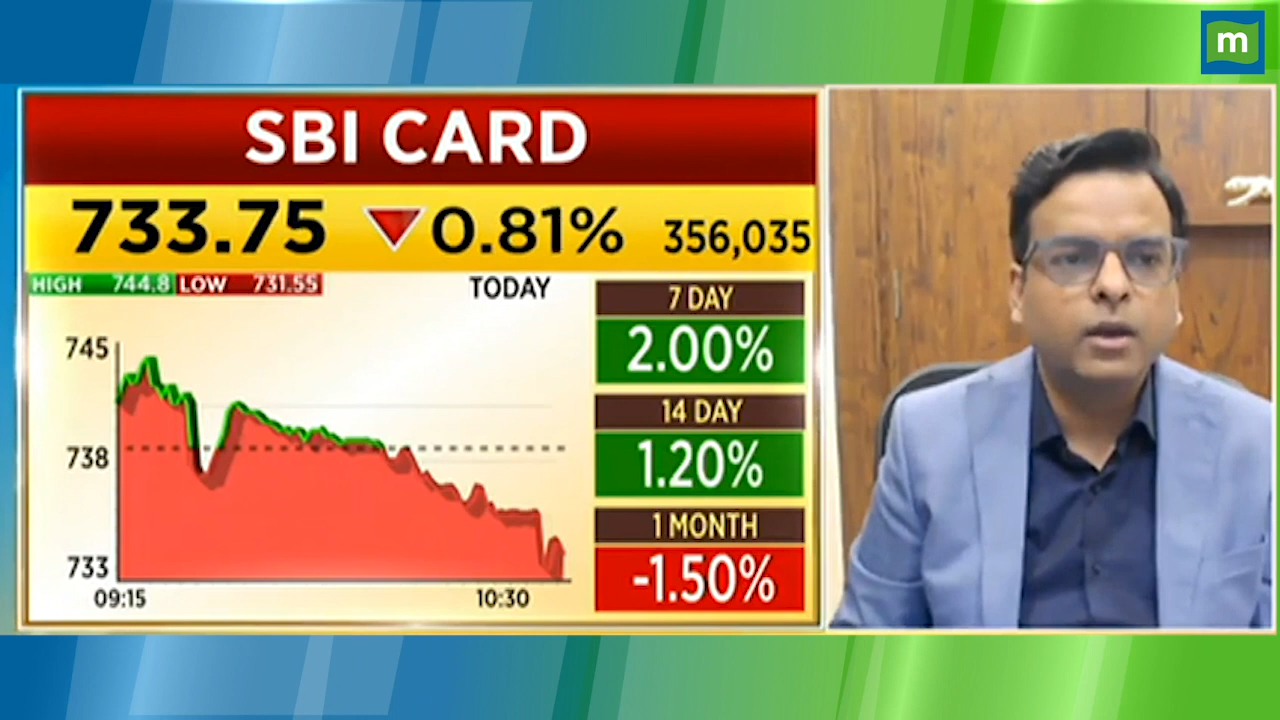 m
SBI CARD
733.75 ▼0.81% 356,035
HIGH 744.8 LOW 731.55
TODAY
745
738
733
09:15 10:30
7 DAY
2.00%
14 DAY
1.20%
1 MONTH
-1.50%